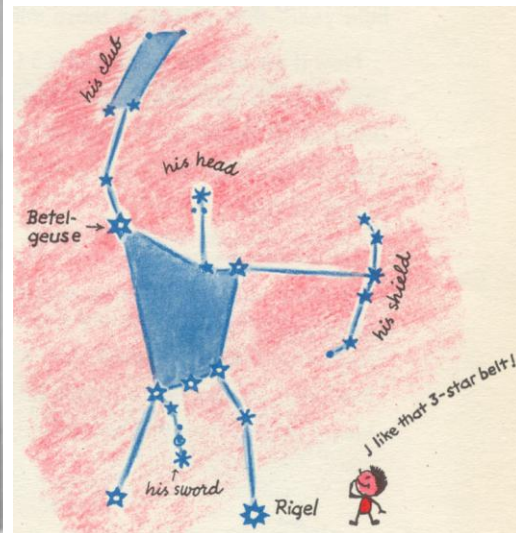 his club
his head
Betel-
geuse
his shield
I like that 3-star belt!
his sword
Rigel